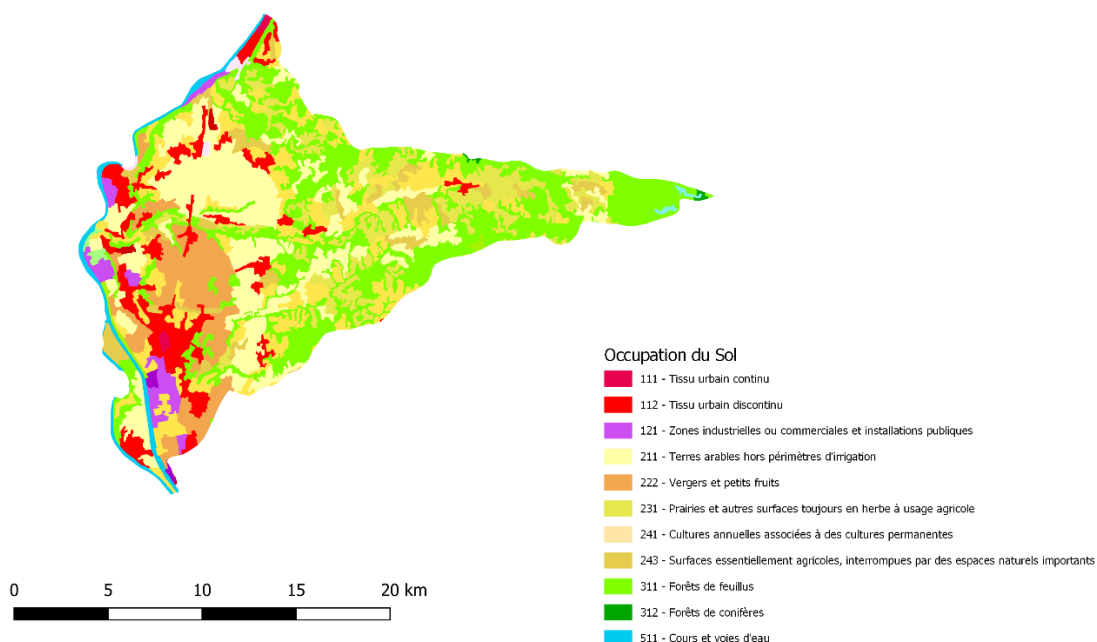 Occupation du Sol
111 - Tissu urbain continu
112 - Tissu urbain discontinu
121 - Zones industrielles ou commerciales et installations publiques
211 - Terres arables hors périmètres d'irrigation
222 - Vergers et petits fruits
231 - Prairies et autres surfaces toujours en herbe à usage agricole
241 - Cultures annuelles associées à des cultures permanentes
243 - Surfaces essentiellement agricoles, interrompues par des espaces naturels importants
311 - Forêts de feuillus
312 - Forêts de conifères
511 - Cours et voies d'eau
0 5 10 15 20 km